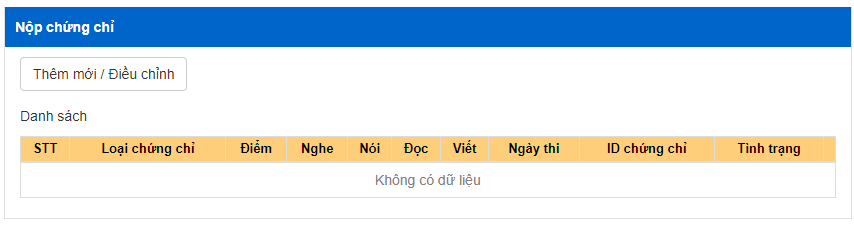 Nộp chứng chỉ
Thêm mới / Điều chỉnh
Danh sách
STT Loại chứng chỉ Điểm Nghe Nói Đọc Viết Ngày thi ID chứng chỉ Tình trạng
Không có dữ liệu